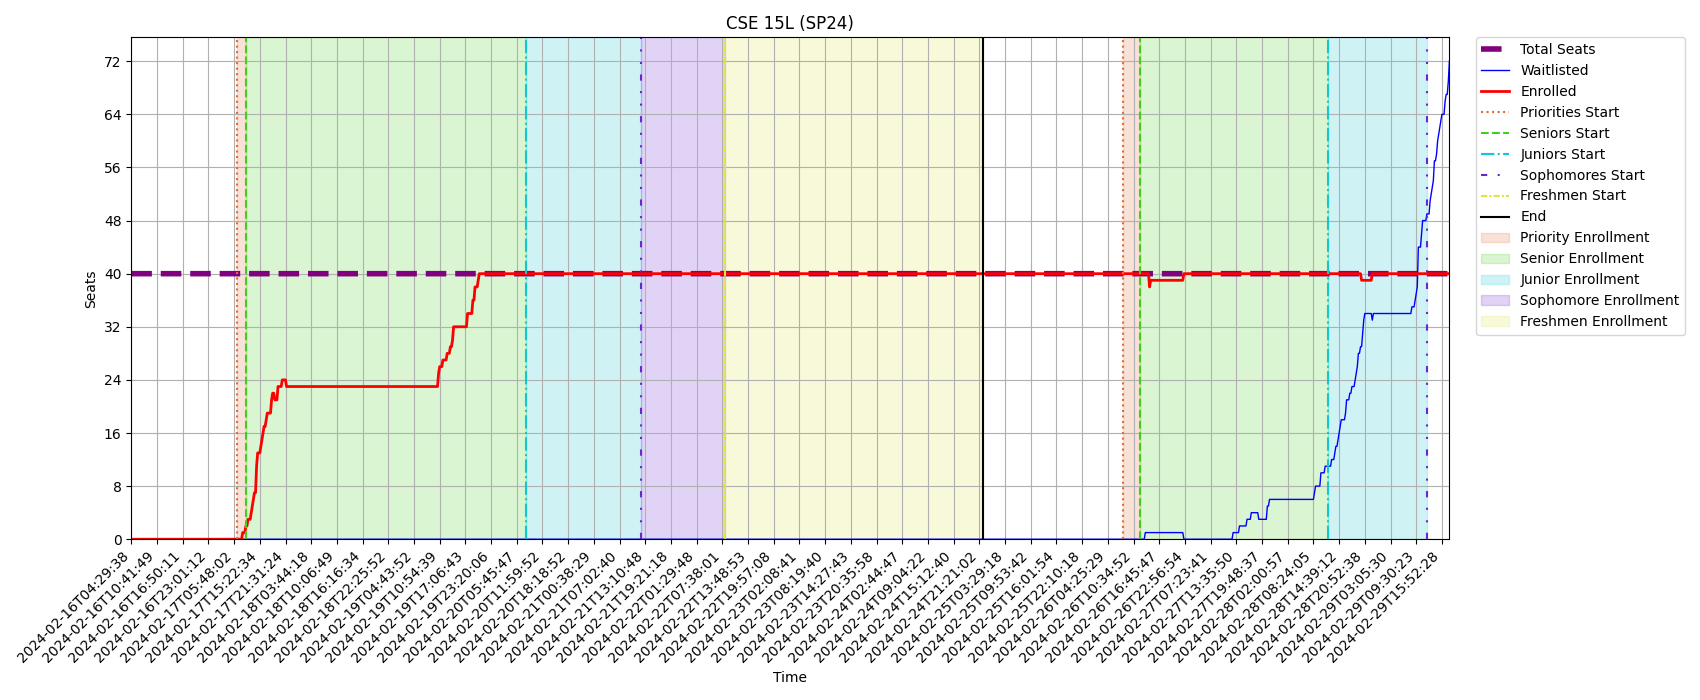 CSE 15L (SP24)
Seats
72
64
56
48
40
32
24
16
8
0
2024-02-16T04:29:38
2024-02-16T10:41:49
2024-02-16T16:50:11
2024-02-16T23:01:12
2024-02-17T05:48:02
2024-02-17T15:22:34
2024-02-17T21:31:24
2024-02-18T03:44:18
2024-02-18T10:06:49
2024-02-18T16:16:34
2024-02-18T22:25:52
2024-02-19T04:43:52
2024-02-19T10:54:39
2024-02-19T17:06:43
2024-02-19T23:20:06
2024-02-20T05:45:47
2024-02-20T11:59:52
2024-02-20T18:18:52
2024-02-21T00:38:29
2024-02-21T07:02:40
2024-02-21T13:10:48
2024-02-21T19:21:18
2024-02-22T01:29:48
2024-02-22T07:38:01
2024-02-22T13:48:53
2024-02-22T19:57:08
2024-02-23T02:08:41
2024-02-23T08:19:40
2024-02-23T14:27:43
2024-02-23T20:35:58
2024-02-24T02:44:47
2024-02-24T09:04:22
2024-02-24T15:12:40
2024-02-24T21:21:02
2024-02-25T03:29:18
2024-02-25T09:53:42
2024-02-25T16:01:54
2024-02-25T22:10:18
2024-02-26T04:25:29
2024-02-26T10:34:52
2024-02-26T16:45:47
2024-02-26T22:56:54
2024-02-27T07:23:41
2024-02-27T13:35:50
2024-02-27T19:48:37
2024-02-28T02:00:57
2024-02-28T08:24:05
2024-02-28T14:39:12
2024-02-28T20:52:38
2024-02-29T03:05:30
2024-02-29T09:30:23
2024-02-29T15:52:28
Time
Total Seats
Waitlisted
Enrolled
Priorities Start
Seniors Start
Juniors Start
Sophomores Start
Freshmen Start
End
Priority Enrollment
Senior Enrollment
Junior Enrollment
Sophomore Enrollment
Freshmen Enrollment